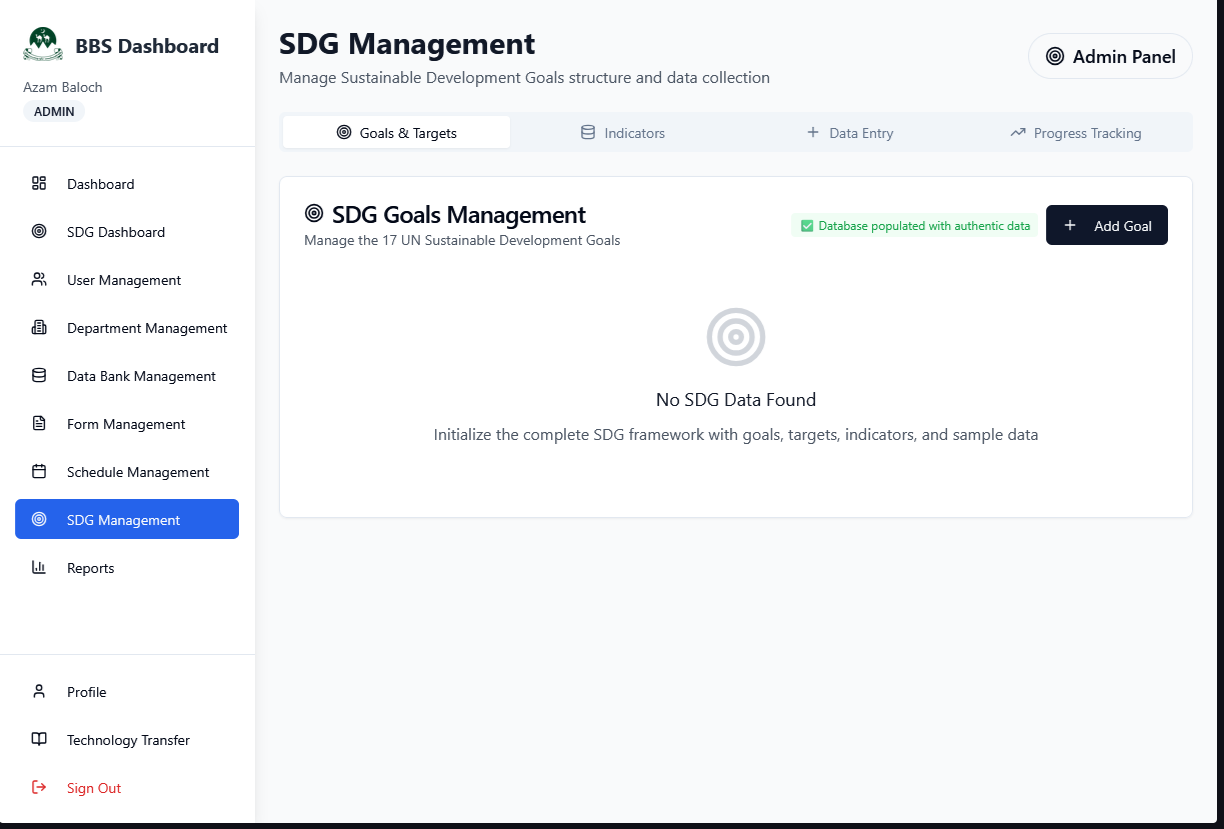 BBS Dashboard
Azam Baloch
ADMIN
Dashboard
SDG Dashboard
User Management
Department Management
Data Bank Management
Form Management
Schedule Management
SDG Management
Reports
Profile
Technology Transfer
Sign Out
SDG Management
Manage Sustainable Development Goals structure and data collection
Admin Panel
Goals & Targets
Indicators
Data Entry
Progress Tracking
SDG Goals Management
Manage the 17 UN Sustainable Development Goals
Database populated with authentic data
Add Goal
No SDG Data Found
Initialize the complete SDG framework with goals, targets, indicators, and sample data